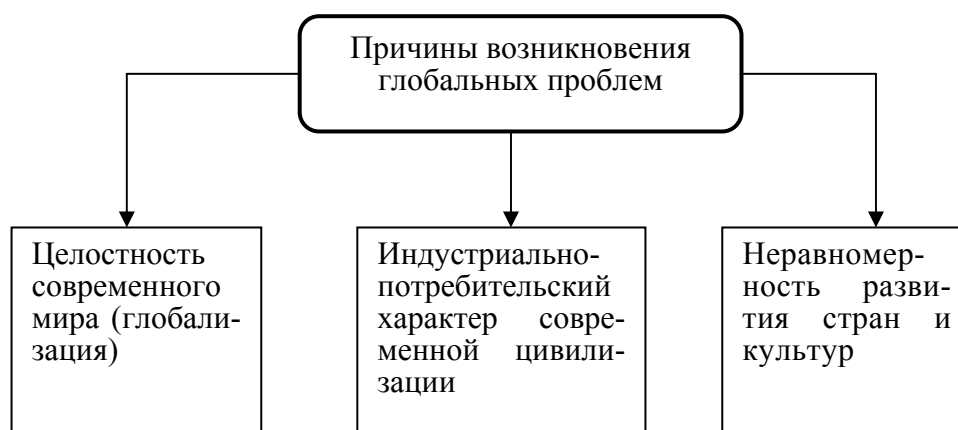 Причины возникновения
глобальных проблем
Целостность
современного
мира (глобали-
зация)
Индустриально-
потребительский
характер совре-
менной цивили-
зации
Неравномер-
ность разви-
тия стран и
культур